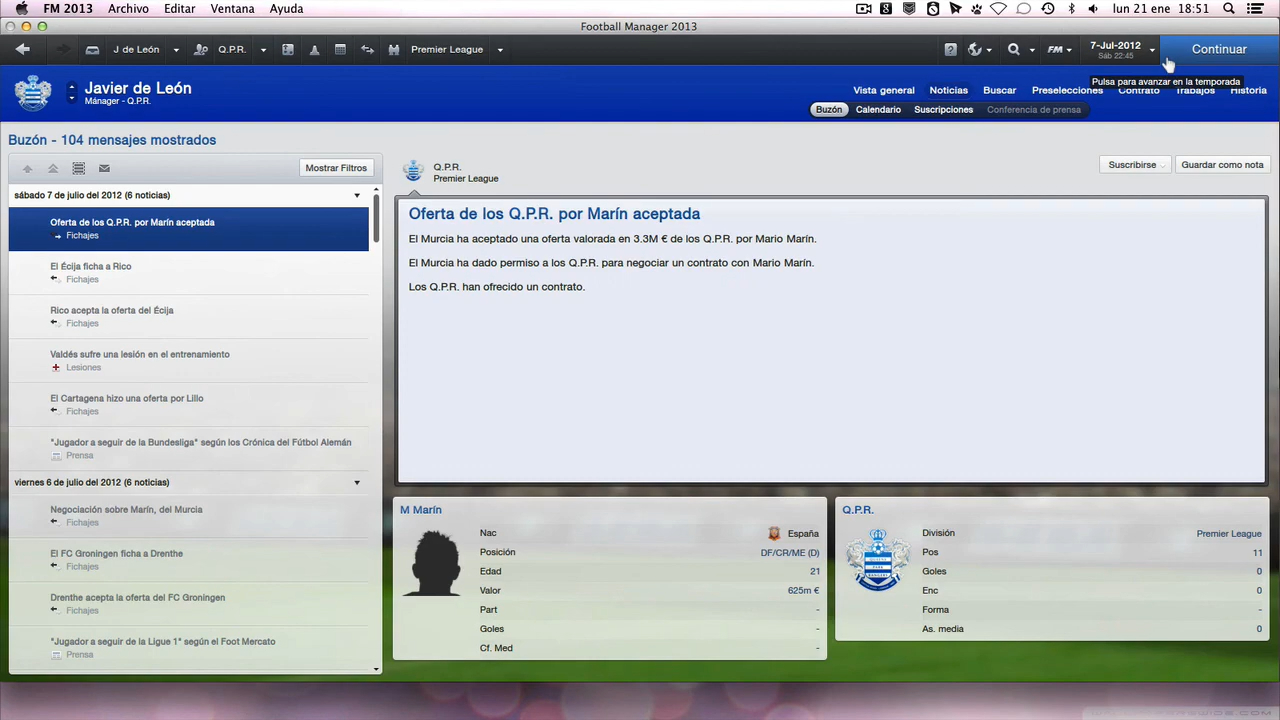 FM 2013 Archivo Editar Ventana Ayuda
lun 21 ene 18:51
Football Manager 2013
J de León Q.P.R. Premier League
FM
7-Jul-2012
Sáb 22:45
Continuar
Pulsa para avanzar en la temporada
Javier de León
Mánager - Q.P.R.
Vista general Noticias Buscar Preselecciones Contrato Trabajos Historia
Buzón Calendario Suscripciones Conferencia de prensa
Buzón - 104 mensajes mostrados
Mostrar Filtros
sábado 7 de julio del 2012 (6 noticias)
Oferta de los Q.P.R. por Marín aceptada
Fichajes
El Écija ficha a Rico
Fichajes
Rico acepta la oferta del Écija
Fichajes
Valdés sufre una lesión en el entrenamiento
Lesiones
El Cartagena hizo una oferta por Lillo
Fichajes
"Jugador a seguir de la Bundesliga" según los Crónica del Fútbol Alemán
Prensa
viernes 6 de julio del 2012 (6 noticias)
Negociación sobre Marín, del Murcia
Fichajes
El FC Groningen ficha a Drenthe
Fichajes
Drenthe acepta la oferta del FC Groningen
Fichajes
"Jugador a seguir de la Ligue 1" según el Foot Mercato
Prensa
Q.P.R.
Premier League
Suscribirse Guardar como nota
Oferta de los Q.P.R. por Marín aceptada
El Murcia ha aceptado una oferta valorada en 3.3M € de los Q.P.R. por Mario Marín.
El Murcia ha dado permiso a los Q.P.R. para negociar un contrato con Mario Marín.
Los Q.P.R. han ofrecido un contrato.
M Marín
Nac España
Posición DF/CR/ME (D)
Edad 21
Valor 625m €
Part -
Goles -
Cf. Med -
Q.P.R.
División Premier League
Pos 11
Goles 0
Enc 0
Forma -
As. media 0